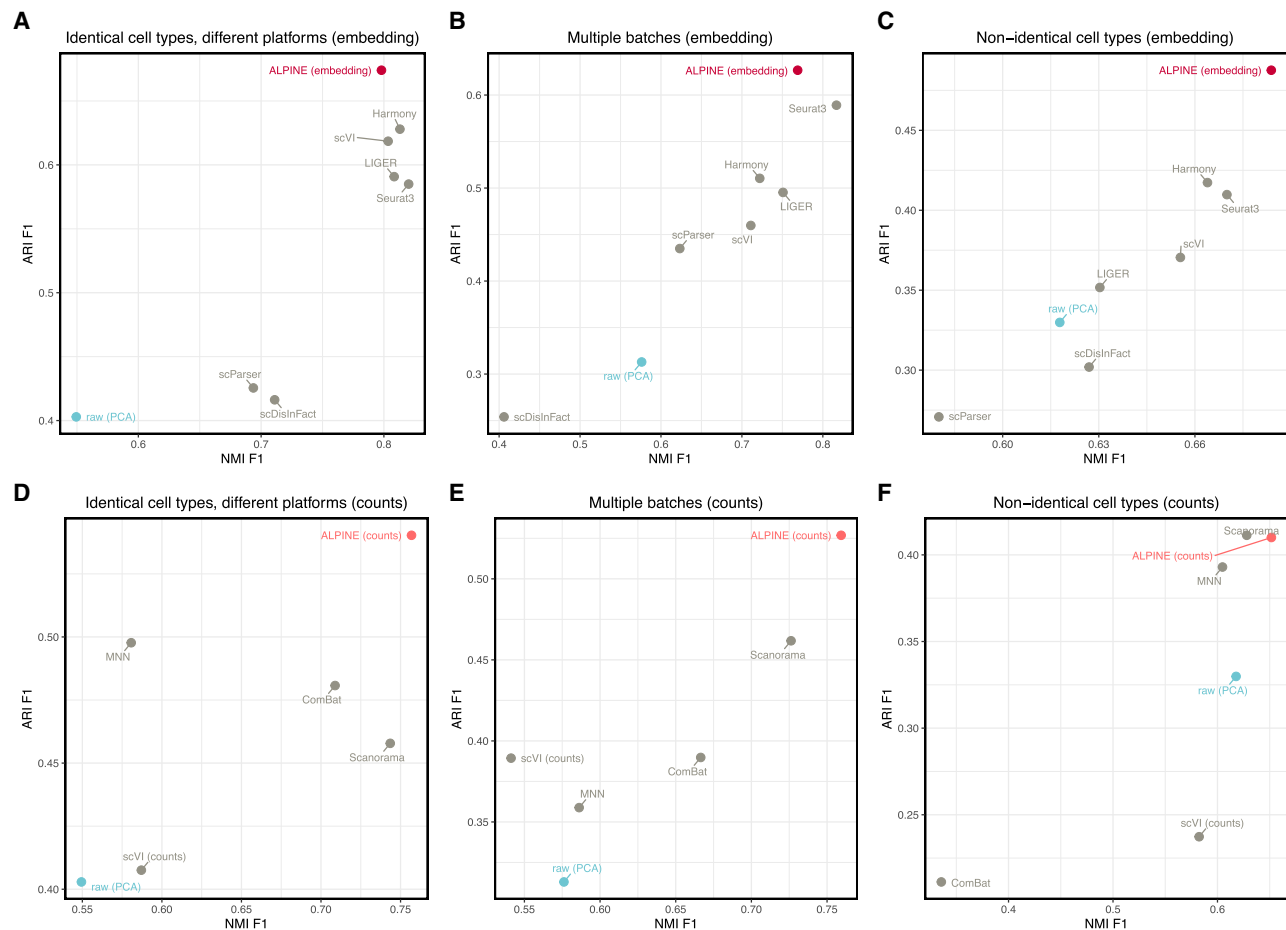 A
Identical cell types, different platforms (embedding)
ALPINE (embedding)
Harmony
scVI
LIGER
Seurat3
scParser
scDisInFact
raw (PCA)
0.6
0.5
0.4
ARI F1
0.6
0.7
0.8
NMI F1
B
Multiple batches (embedding)
ALPINE (embedding)
Seurat3
Harmony
LIGER
scParser
scVI
raw (PCA)
scDisInFact
0.6
0.5
0.4
0.3
ARI F1
0.4
0.5
0.6
0.7
0.8
NMI F1
C
Non−identical cell types (embedding)
ALPINE (embedding)
Harmony
Seurat3
scVI
LIGER
raw (PCA)
scDisInFact
scParser
0.45
0.40
0.35
0.30
ARI F1
0.60
0.63
0.66
NMI F1
D
Identical cell types, different platforms (counts)
ALPINE (counts)
MNN
ComBat
Scanorama
scVI (counts)
raw (PCA)
0.50
0.45
0.40
ARI F1
0.55
0.60
0.65
0.70
0.75
NMI F1
E
Multiple batches (counts)
ALPINE (counts)
Scanorama
scVI (counts)
ComBat
MNN
raw (PCA)
0.50
0.45
0.40
0.35
ARI F1
0.55
0.60
0.65
0.70
0.75
NMI F1
F
Non−identical cell types (counts)
Scanorama
ALPINE (counts)
MNN
raw (PCA)
scVI (counts)
ComBat
0.40
0.35
0.30
0.25
ARI F1
0.4
0.6
NMI F1